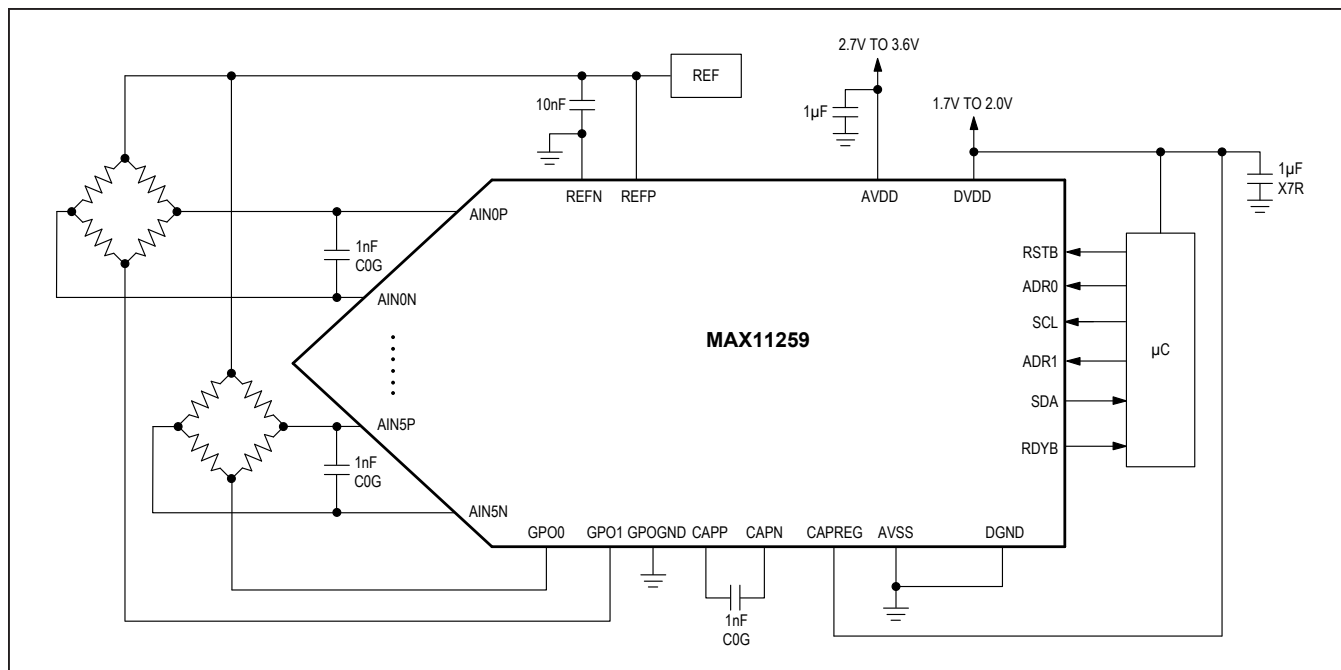 2.7V TO 3.6V
REF
10nF
1µF
1.7V TO 2.0V
1µF
X7R
REFN
REFP
AVDD
DVDD
AIN0P
1nF
C0G
AIN0N
RSTB
ADR0
SCL
ADR1
SDA
RDYB
µC
MAX11259
AIN5P
1nF
C0G
AIN5N
GPO0
GPO1
GPOGND
CAPP
CAPN
CAPREG
AVSS
DGND
1nF
C0G